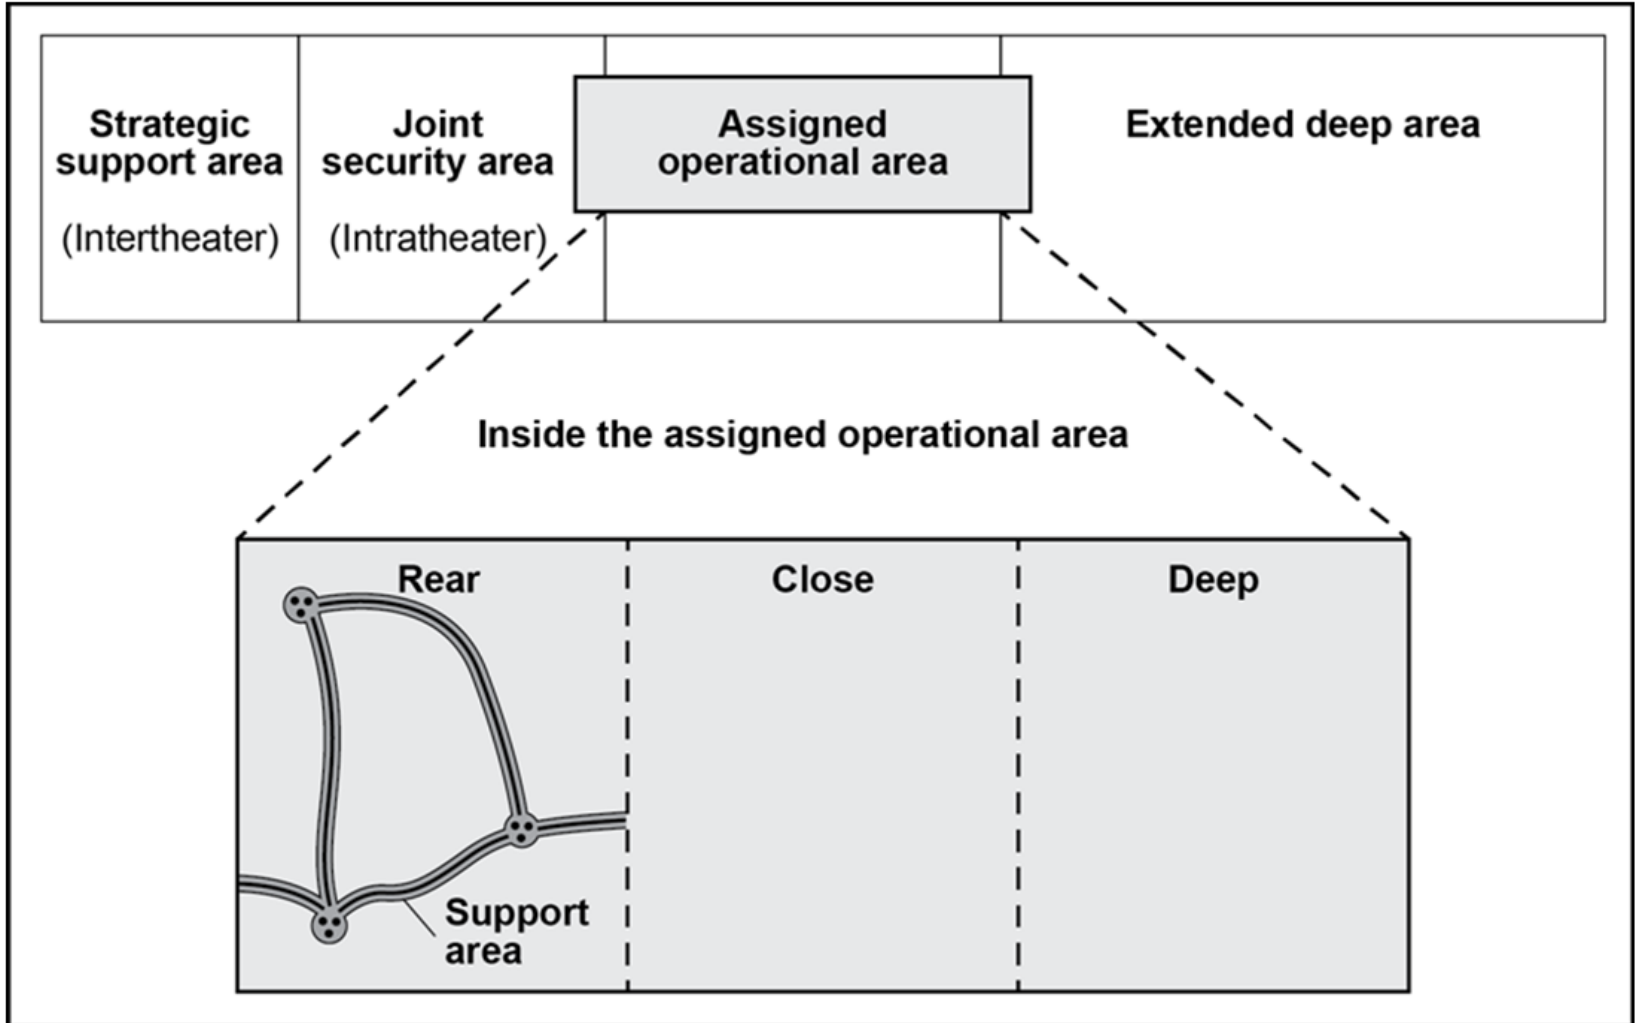 Strategic
support area
(Intertheater)
Joint
security area
(Intratheater)
Assigned
operational area
Extended deep area
Inside the assigned operational area
Rear
Close
Deep
Support
area